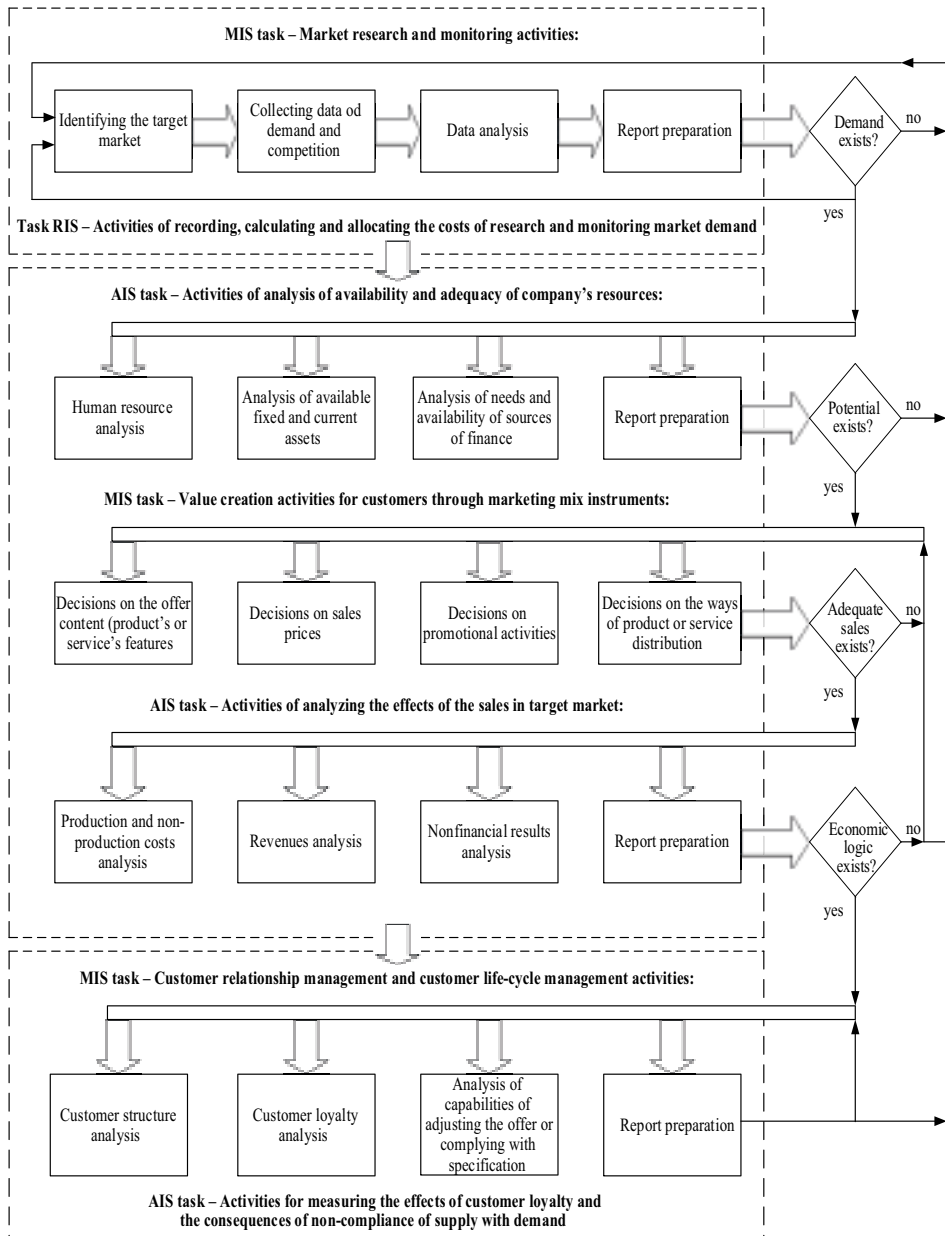 MIS task – Market research and monitoring activities:
Identifying the target
market
Collecting data od
demand and
competition
Data analysis
Report preparation
Demand
exists?
no
yes
Task RIS – Activities of recording, calculating and allocating the costs of research and monitoring market demand
AIS task – Activities of analysis of availability and adequacy of company's resources:
Human resource
analysis
Analysis of available
fixed and current
assets
Analysis of needs and
availability of sources
of finance
Report preparation
Potential
exists?
no
yes
MIS task – Value creation activities for customers through marketing mix instruments:
Decisions on the offer
content (product's or
service's features
Decisions on sales
prices
Decisions on
promotional activities
Decisions on the ways
of product or service
distribution
Adequate
sales
exists?
no
yes
AIS task – Activities of analyzing the effects of the sales in target market:
Production and non-
production costs
analysis
Revenues analysis
Nonfinancial results
analysis
Report preparation
Economic
logic
exists?
no
yes
MIS task – Customer relationship management and customer life-cycle management activities:
Customer structure
analysis
Customer loyalty
analysis
Analysis of
capabilities of
adjusting the offer or
complying with
specification
Report preparation
AIS task – Activities for measuring the effects of customer loyalty and
the consequences of non-compliance of supply with demand